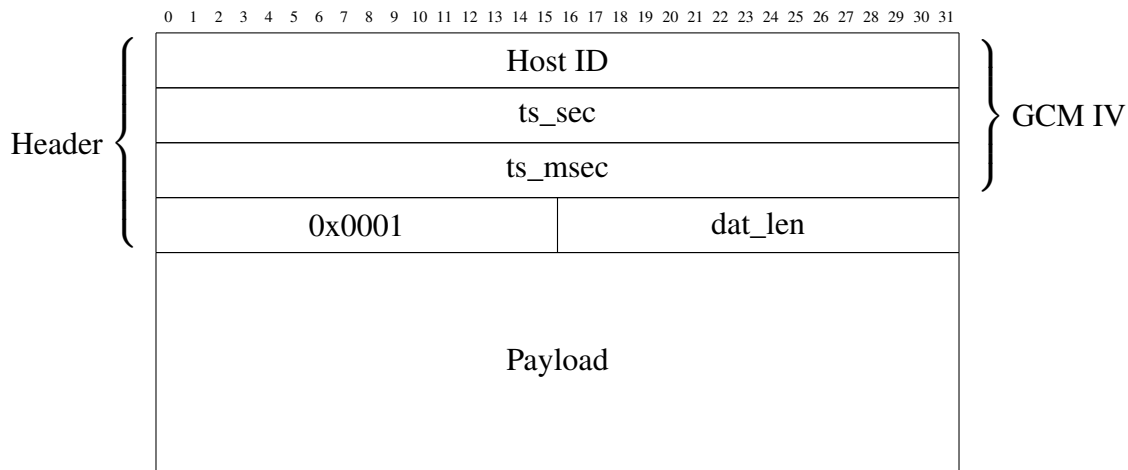 0 1 2 3 4 5 6 7 8 9 10 11 12 13 14 15 16 17 18 19 20 21 22 23 24 25 26 27 28 29 30 31
Host ID
ts_sec
GCM IV
Header
ts_msec
0x0001 dat_len
Payload